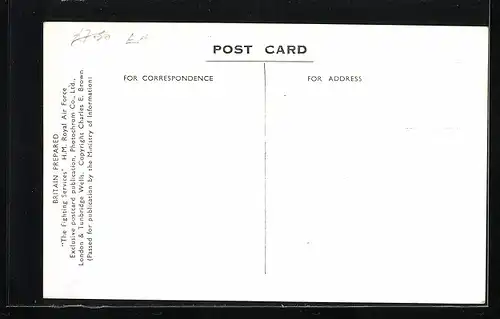 POST CARD
FOR CORRESPONDENCE
FOR ADDRESS
BRITAIN PREPARED
"The Fighting Services" H.M. Royal Air Force
Exclusive postcard publication, Photochrom Co., Ltd.,
London & Tunbridge Wells. Copyright Charles E. Brown
(Passed for publication by the Ministry of Information)